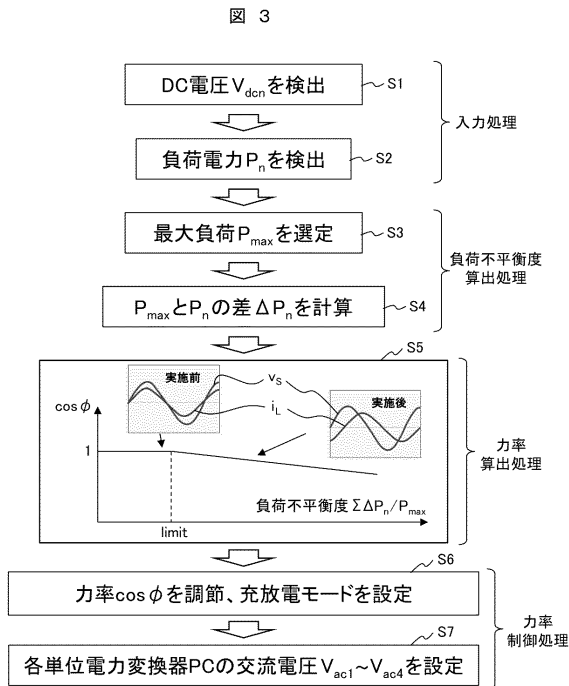 図 3
DC電圧Vdcnを検出
S1
負荷電力Pnを検出
S2
入力処理
最大負荷Pmaxを選定
S3
PmaxとPnの差ΔPnを計算
S4
負荷不平衡度
算出処理
S5
実施前
vS
iL
実施後
cosφ
1
負荷不平衡度 ΣΔPn/Pmax
limit
力率
算出処理
S6
力率cosφを調節、充放電モードを設定
S7
各単位電力変換器PCの交流電圧Vac1~Vac4を設定
力率
制御処理